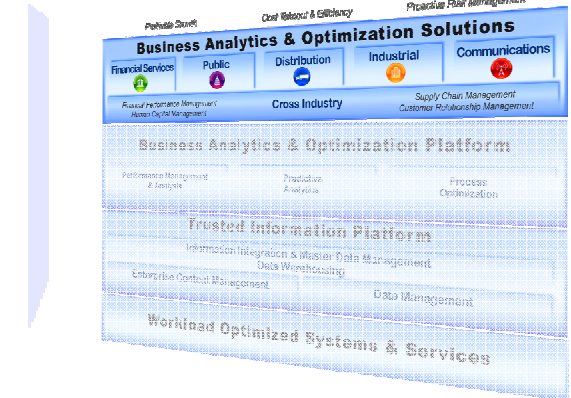 Profitable Growth
Cost Takeout & Efficiency
Proactive Risk Management
Business Analytics & Optimization Solutions
Financial Services
Public
Distribution
Industrial
Communications
Financial Performance Management
Human Capital Management
Cross Industry
Supply Chain Management
Customer Relationship Management
Business Analytics & Optimization Platform
Performance Management
& Analysis
Predictive
Analytics
Process
Optimization
Trusted Information Platform
Information Integration & Master Data Management
Data Warehousing
Enterprise Content Management
Data Management
Workload Optimized Systems & Services